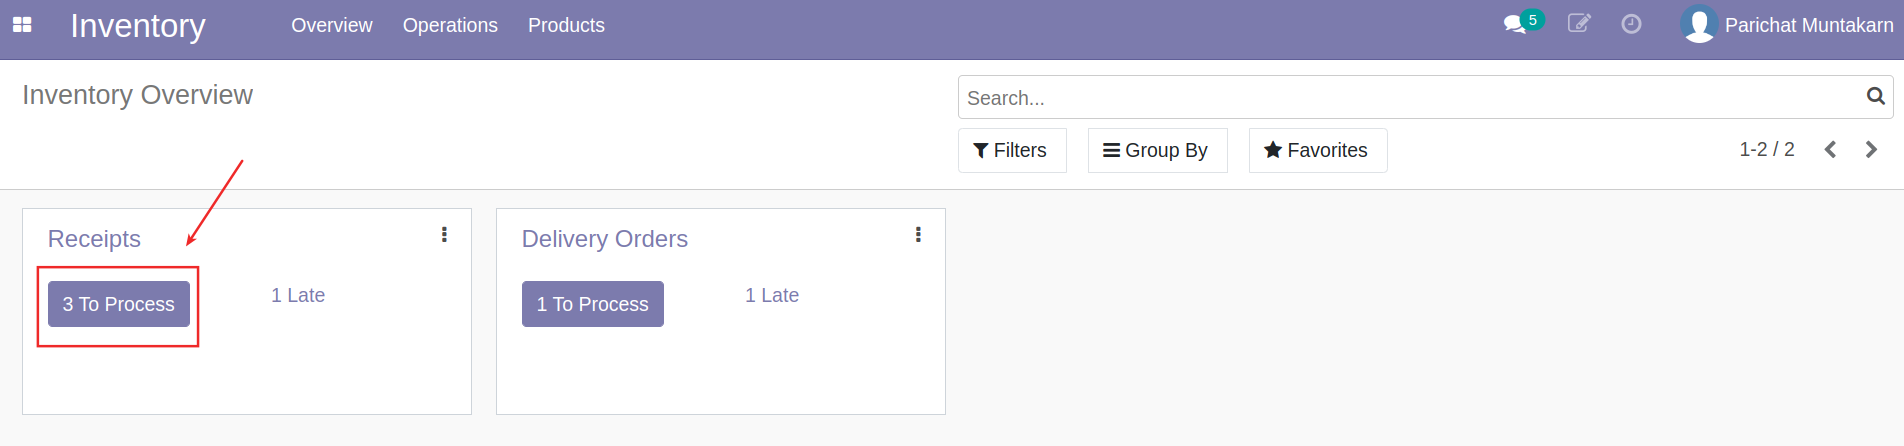 Inventory Overview Operations Products 5 Parichat Muntakarn
Inventory Overview
Search...
Filters Group By Favorites 1-2 / 2
Receipts Delivery Orders
3 To Process 1 Late 1 To Process 1 Late